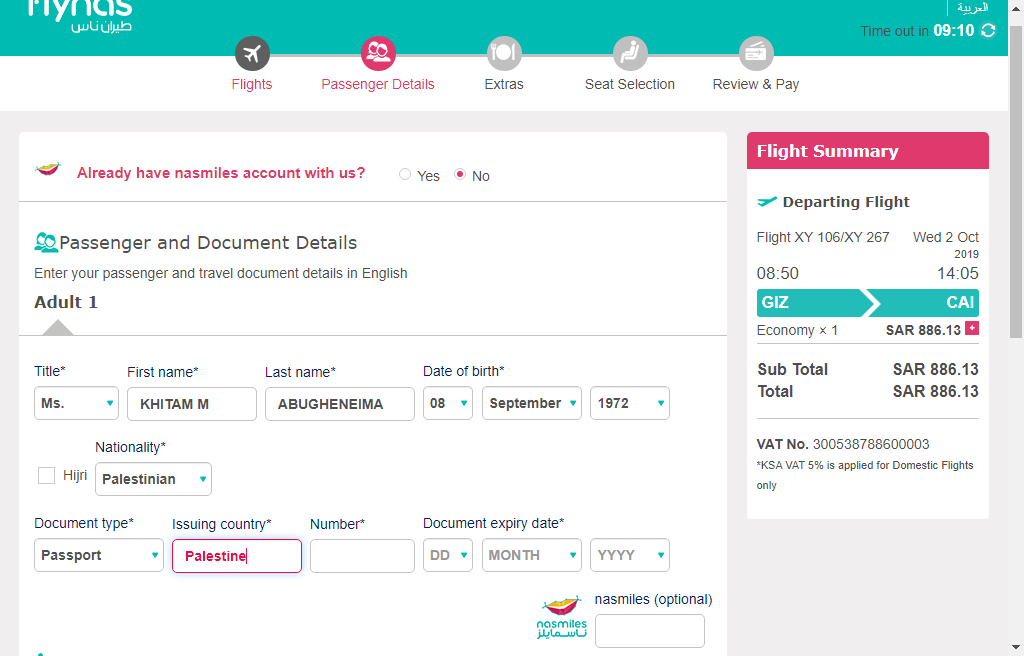 flynas
طيران ناس
العربية
Time out in 09:10
Flights
Passenger Details
Extras
Seat Selection
Review & Pay
Already have nasmiles account with us?
Yes
No
Passenger and Document Details
Enter your passenger and travel document details in English
Adult 1
Title*
First name*
Last name*
Date of birth*
Ms.
KHITAM M
ABUGHENEIMA
08
September
1972
Nationality*
Hijri
Palestinian
Document type*
Issuing country*
Number*
Document expiry date*
Passport
Palestine
DD
MONTH
YYYY
nasmiles (optional)
nasmiles
ناسمايلز
Flight Summary
Departing Flight
Flight XY 106/XY 267
Wed 2 Oct
2019
08:50
14:05
GIZ
CAI
Economy × 1
SAR 886.13 +
Sub Total
SAR 886.13
Total
SAR 886.13
VAT No. 300538788600003
*KSA VAT 5% is applied for Domestic Flights
only